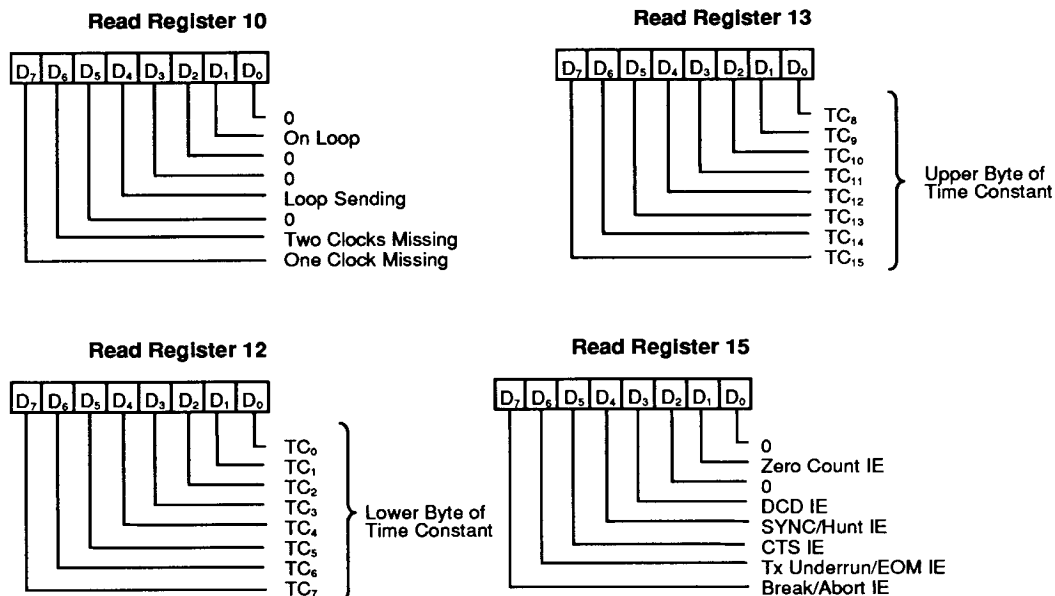 Read Register 10
D₇ D₆ D₅ D₄ D₃ D₂ D₁ D₀
0
On Loop
0
0
Loop Sending
0
Two Clocks Missing
One Clock Missing
Read Register 13
D₇ D₆ D₅ D₄ D₃ D₂ D₁ D₀
TC₈
TC₉
TC₁₀
TC₁₁
TC₁₂
TC₁₃
TC₁₄
TC₁₅
Upper Byte of
Time Constant
Read Register 12
D₇ D₆ D₅ D₄ D₃ D₂ D₁ D₀
TC₀
TC₁
TC₂
TC₃
TC₄
TC₅
TC₆
TC₇
Lower Byte of
Time Constant
Read Register 15
D₇ D₆ D₅ D₄ D₃ D₂ D₁ D₀
0
Zero Count IE
0
DCD IE
SYNC/Hunt IE
CTS IE
Tx Underrun/EOM IE
Break/Abort IE